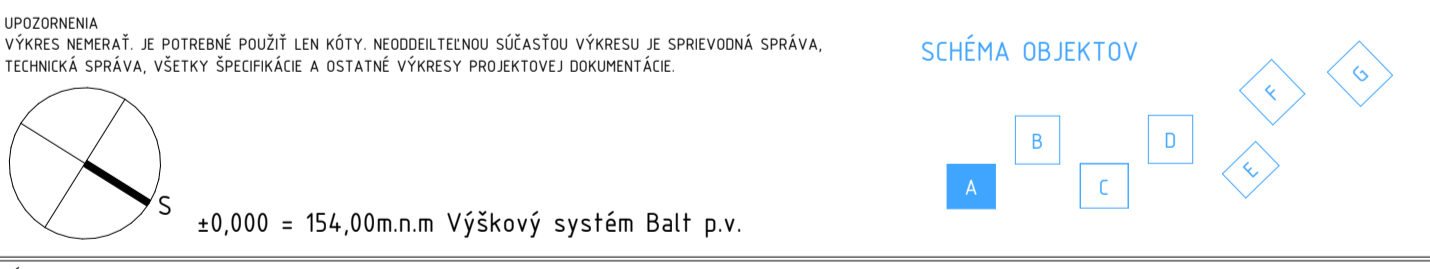 UPOZORNENIA
VÝKRES NEMERAŤ. JE POTREBNÉ POUŽIŤ LEN KÓTY. NEODDEILTEĽNOU SÚČASŤOU VÝKRESU JE SPRIEVODNÁ SPRÁVA,
TECHNICKÁ SPRÁVA, VŠETKY ŠPECIFIKÁCIE A OSTATNÉ VÝKRESY PROJEKTOVEJ DOKUMENTÁCIE.
S
±0,000 = 154,00m.n.m Výškový systém Balt p.v.
SCHÉMA OBJEKTOV
A
B
C
D
E
F
G